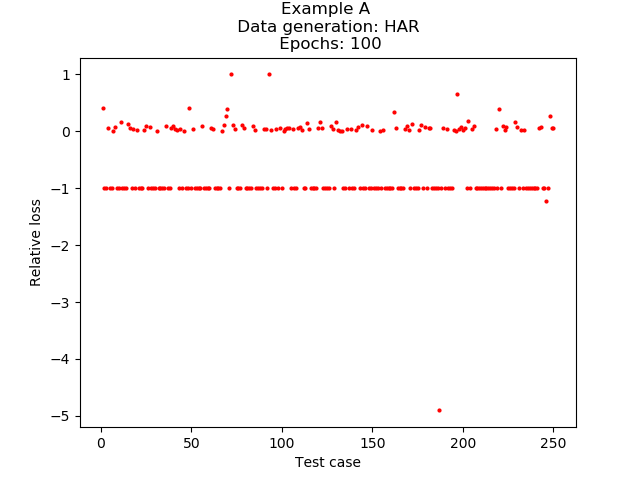 Example A
Data generation: HAR
Epochs: 100
1
0
−1
−2
−3
−4
−5
Relative loss
0 50 100 150 200 250
Test case